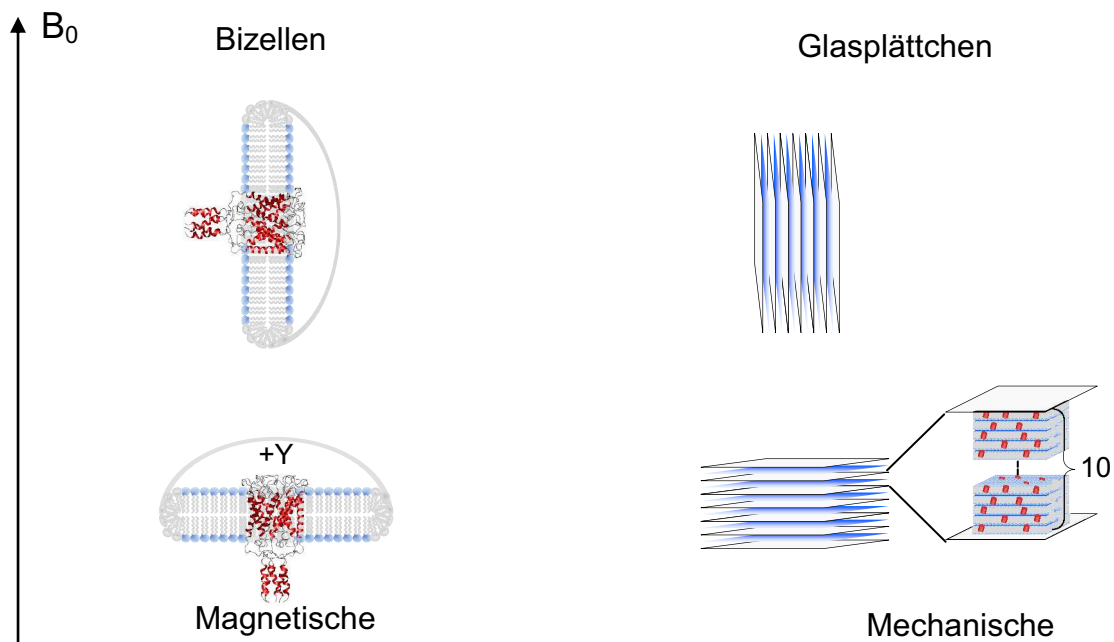 B₀
Bizellen
Glasplättchen
+Y
10
Magnetische
Mechanische